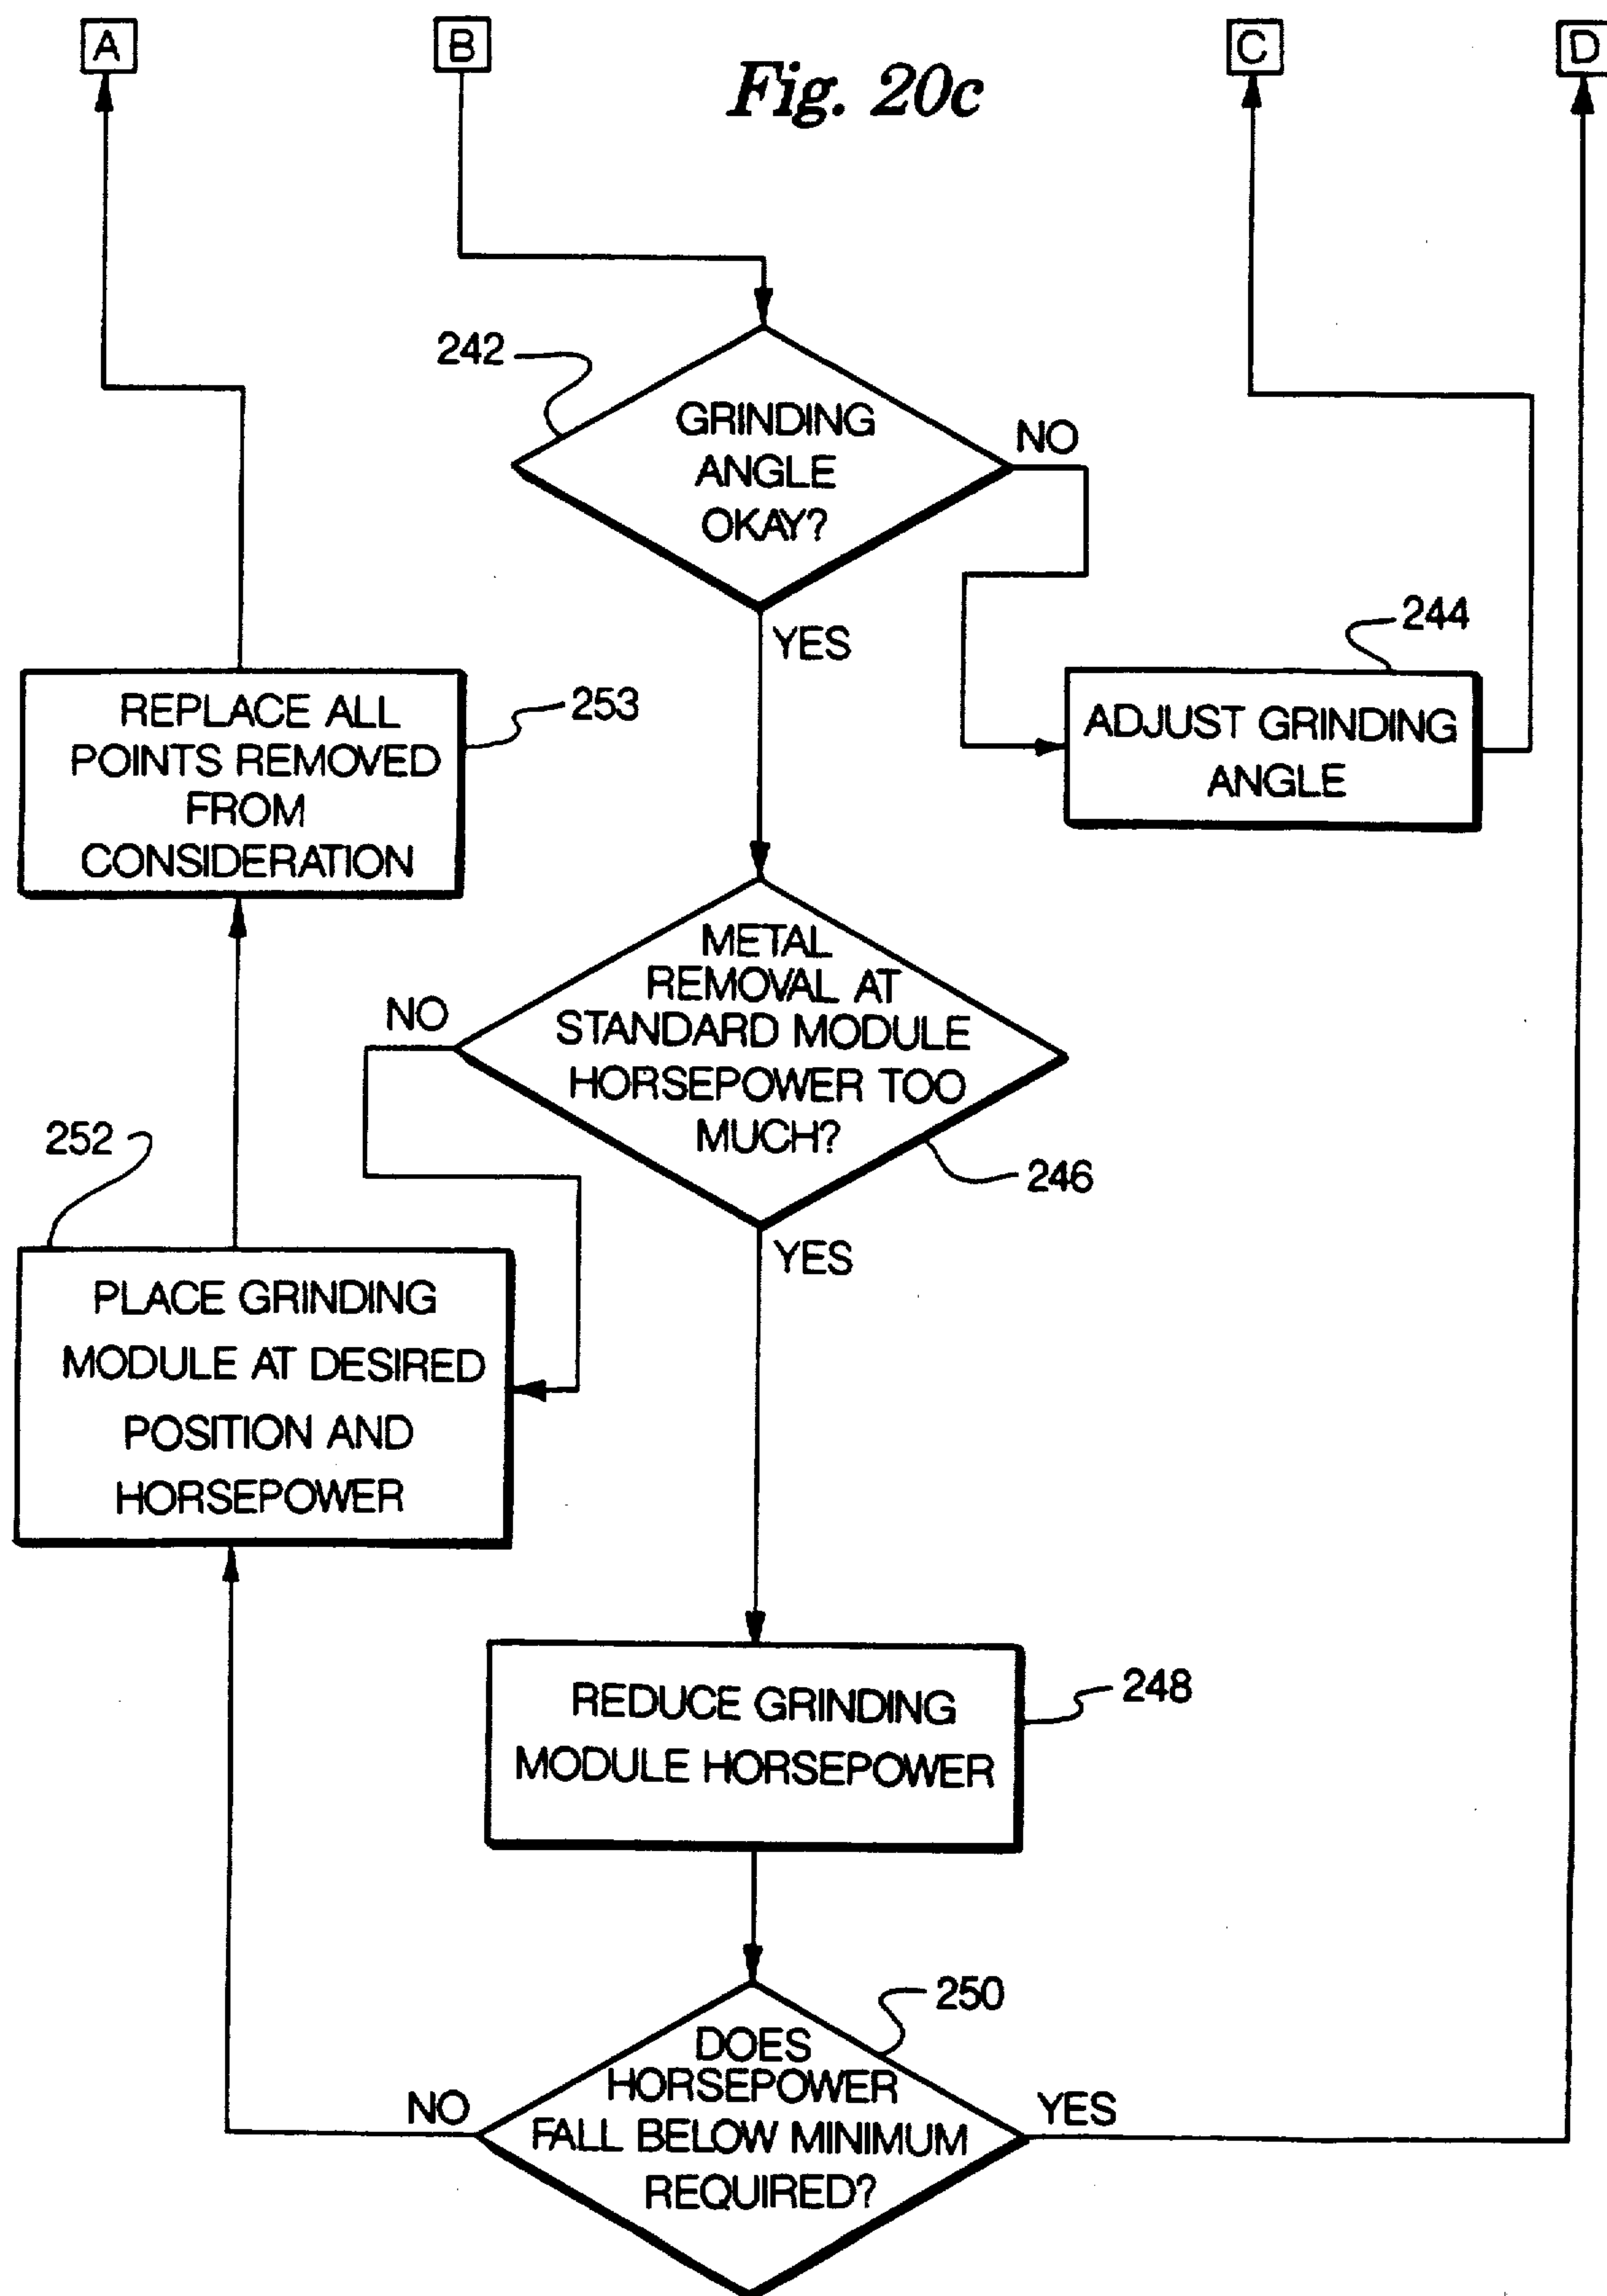 A
B
Fig. 20c
C
D
242
GRINDING
ANGLE
OKAY?
NO
YES
244
ADJUST GRINDING
ANGLE
REPLACE ALL
POINTS REMOVED
FROM
CONSIDERATION
253
METAL
REMOVAL AT
STANDARD MODULE
HORSEPOWER TOO
MUCH?
NO
246
YES
252
PLACE GRINDING
MODULE AT DESIRED
POSITION AND
HORSEPOWER
REDUCE GRINDING
MODULE HORSEPOWER
248
250
DOES
HORSEPOWER
FALL BELOW MINIMUM
REQUIRED?
NO
YES